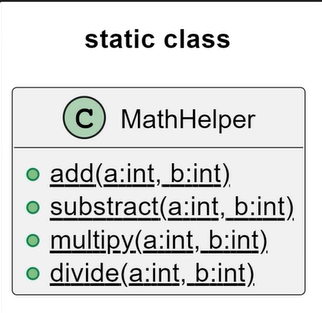 static class
C MathHelper
add(a:int, b:int)
substract(a:int, b:int)
multipy(a:int, b:int)
divide(a:int, b:int)